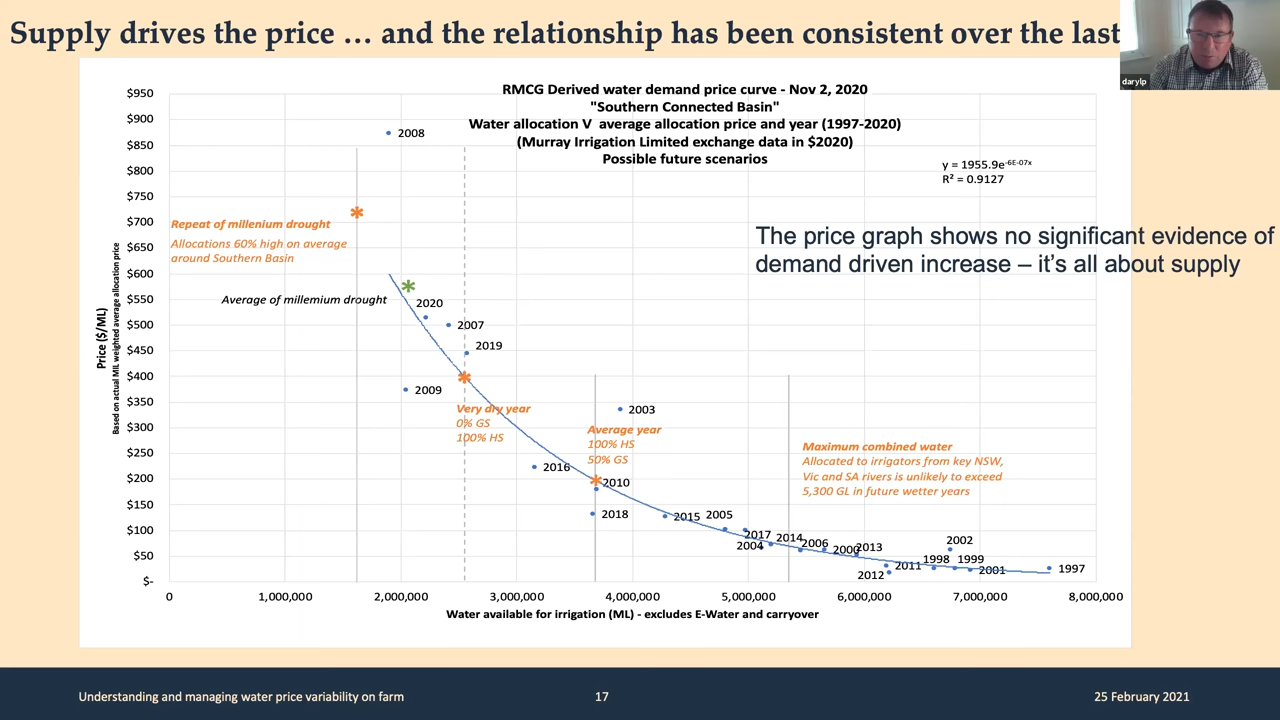 Supply drives the price … and the relationship has been consistent over the last
darylp
RMCG Derived water demand price curve - Nov 2, 2020
"Southern Connected Basin"
Water allocation V average allocation price and year (1997-2020)
(Murray Irrigation Limited exchange data in $2020)
Possible future scenarios
y = 1955.9e-6E-07x
R² = 0.9127
The price graph shows no significant evidence of
demand driven increase – it's all about supply
Price ($/ML)
Based on actual MIL weighted average allocation price
$950
$900
$850
$800
$750
$700
$650
$600
$550
$500
$450
$400
$350
$300
$250
$200
$150
$100
$50
$-
2008
Repeat of millenium drought
Allocations 60% high on average
around Southern Basin
Average of millemium drought
2020
2007
2019
2009
Very dry year
0% GS
100% HS
2003
Average year
100% HS
50% GS
Maximum combined water
Allocated to irrigators from key NSW,
Vic and SA rivers is unlikely to exceed
5,300 GL in future wetter years
2016
2010
2018
2015
2005
2017
2014
2004
2006
2000
2013
2002
1998
1999
2011
2012
2001
1997
0
1,000,000
2,000,000
3,000,000
4,000,000
5,000,000
6,000,000
7,000,000
8,000,000
Water available for irrigation (ML) - excludes E-Water and carryover
Understanding and managing water price variability on farm
17
25 February 2021